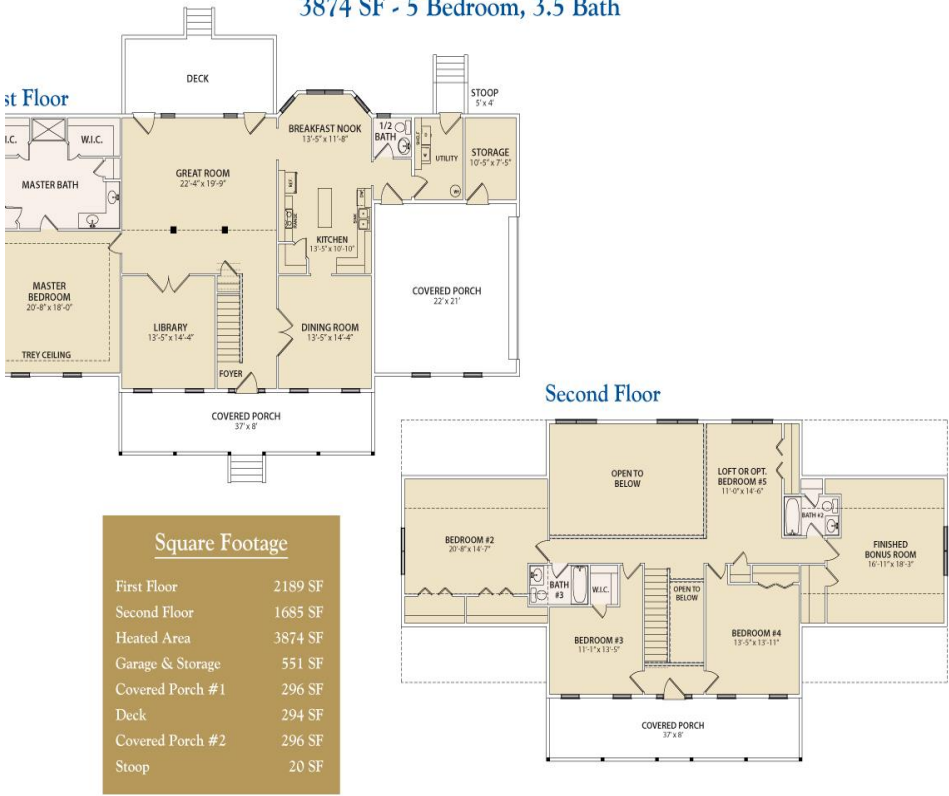 3874 SF - 5 Bedroom, 3.5 Bath
st Floor
DECK
STOOP
5' x 4'
I.C.
W.I.C.
MASTER BATH
GREAT ROOM
22'-4" x 19'-9"
BREAKFAST NOOK
13'-5" x 11'-8"
1/2
BATH
SHELF
D
W
UTILITY
WH
STORAGE
10'-5" x 7'-5"
REF.
RANGE
DW
SINK
KITCHEN
13'-5" x 10'-10"
MASTER
BEDROOM
20'-8" x 18'-0"
TREY CEILING
LIBRARY
13'-5" x 14'-4"
FOYER
DINING ROOM
13'-5" x 14'-4"
COVERED PORCH
22' x 21'
COVERED PORCH
37' x 8'
Second Floor
OPEN TO
BELOW
LOFT OR OPT.
BEDROOM #5
11'-0" x 14'-6"
BATH #2
BEDROOM #2
20'-8" x 14'-7"
FINISHED
BONUS ROOM
16'-11" x 18'-3"
BATH
#3
W.I.C.
OPEN TO
BELOW
BEDROOM #3
11'-1" x 13'-5"
BEDROOM #4
13'-5" x 13'-11"
COVERED PORCH
37' x 8'
Square Footage
First Floor 2189 SF
Second Floor 1685 SF
Heated Area 3874 SF
Garage & Storage 551 SF
Covered Porch #1 296 SF
Deck 294 SF
Covered Porch #2 296 SF
Stoop 20 SF